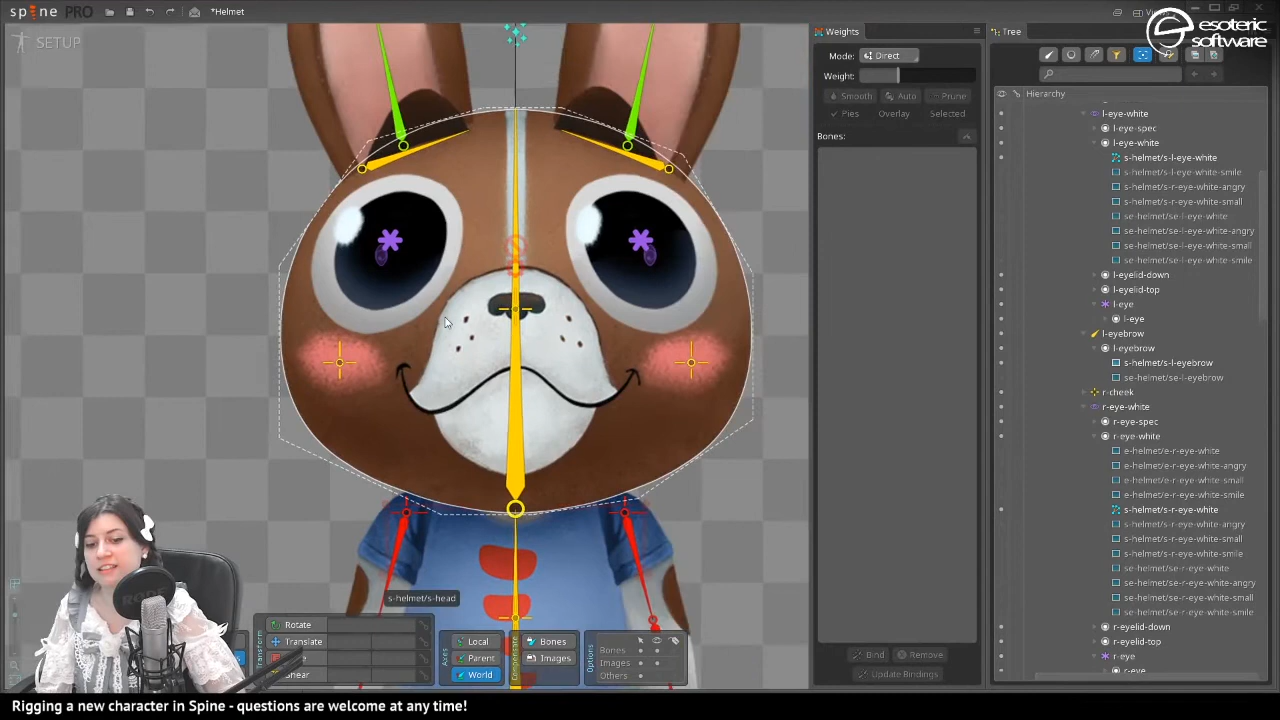 spine PRO
*Helmet
Views
esoteric
software
SETUP
Weights
Tree
Mode:
Direct
Weight:
Smooth
Auto
Prune
Pies
Overlay
Selected
Bones:
Bind
Remove
Update Bindings
Hierarchy
l-eye-white
l-eye-spec
l-eye-white
s-helmet/s-l-eye-white
s-helmet/s-l-eye-white-smile
s-helmet/s-r-eye-white-angry
s-helmet/s-r-eye-white-small
se-helmet/se-l-eye-white
se-helmet/se-l-eye-white-angry
se-helmet/se-l-eye-white-small
se-helmet/se-l-eye-white-smile
l-eyelid-down
l-eyelid-top
l-eye
l-eye
l-eyebrow
l-eyebrow
s-helmet/s-l-eyebrow
se-helmet/se-l-eyebrow
r-cheek
r-eye-white
r-eye-spec
r-eye-white
e-helmet/e-r-eye-white
e-helmet/e-r-eye-white-angry
e-helmet/e-r-eye-white-small
e-helmet/e-r-eye-white-smile
s-helmet/s-r-eye-white
s-helmet/s-r-eye-white-angry
s-helmet/s-r-eye-white-small
s-helmet/s-r-eye-white-smile
se-helmet/se-r-eye-white
se-helmet/se-r-eye-white-angry
se-helmet/se-r-eye-white-small
se-helmet/se-r-eye-white-smile
r-eyelid-down
r-eyelid-top
r-eye
r-eye
s-helmet/s-head
Transform
Rotate
Translate
Shear
Axes
Local
Parent
World
Compensate
Bones
Images
Options
Bones
Images
Others
RODE
Rigging a new character in Spine - questions are welcome at any time!